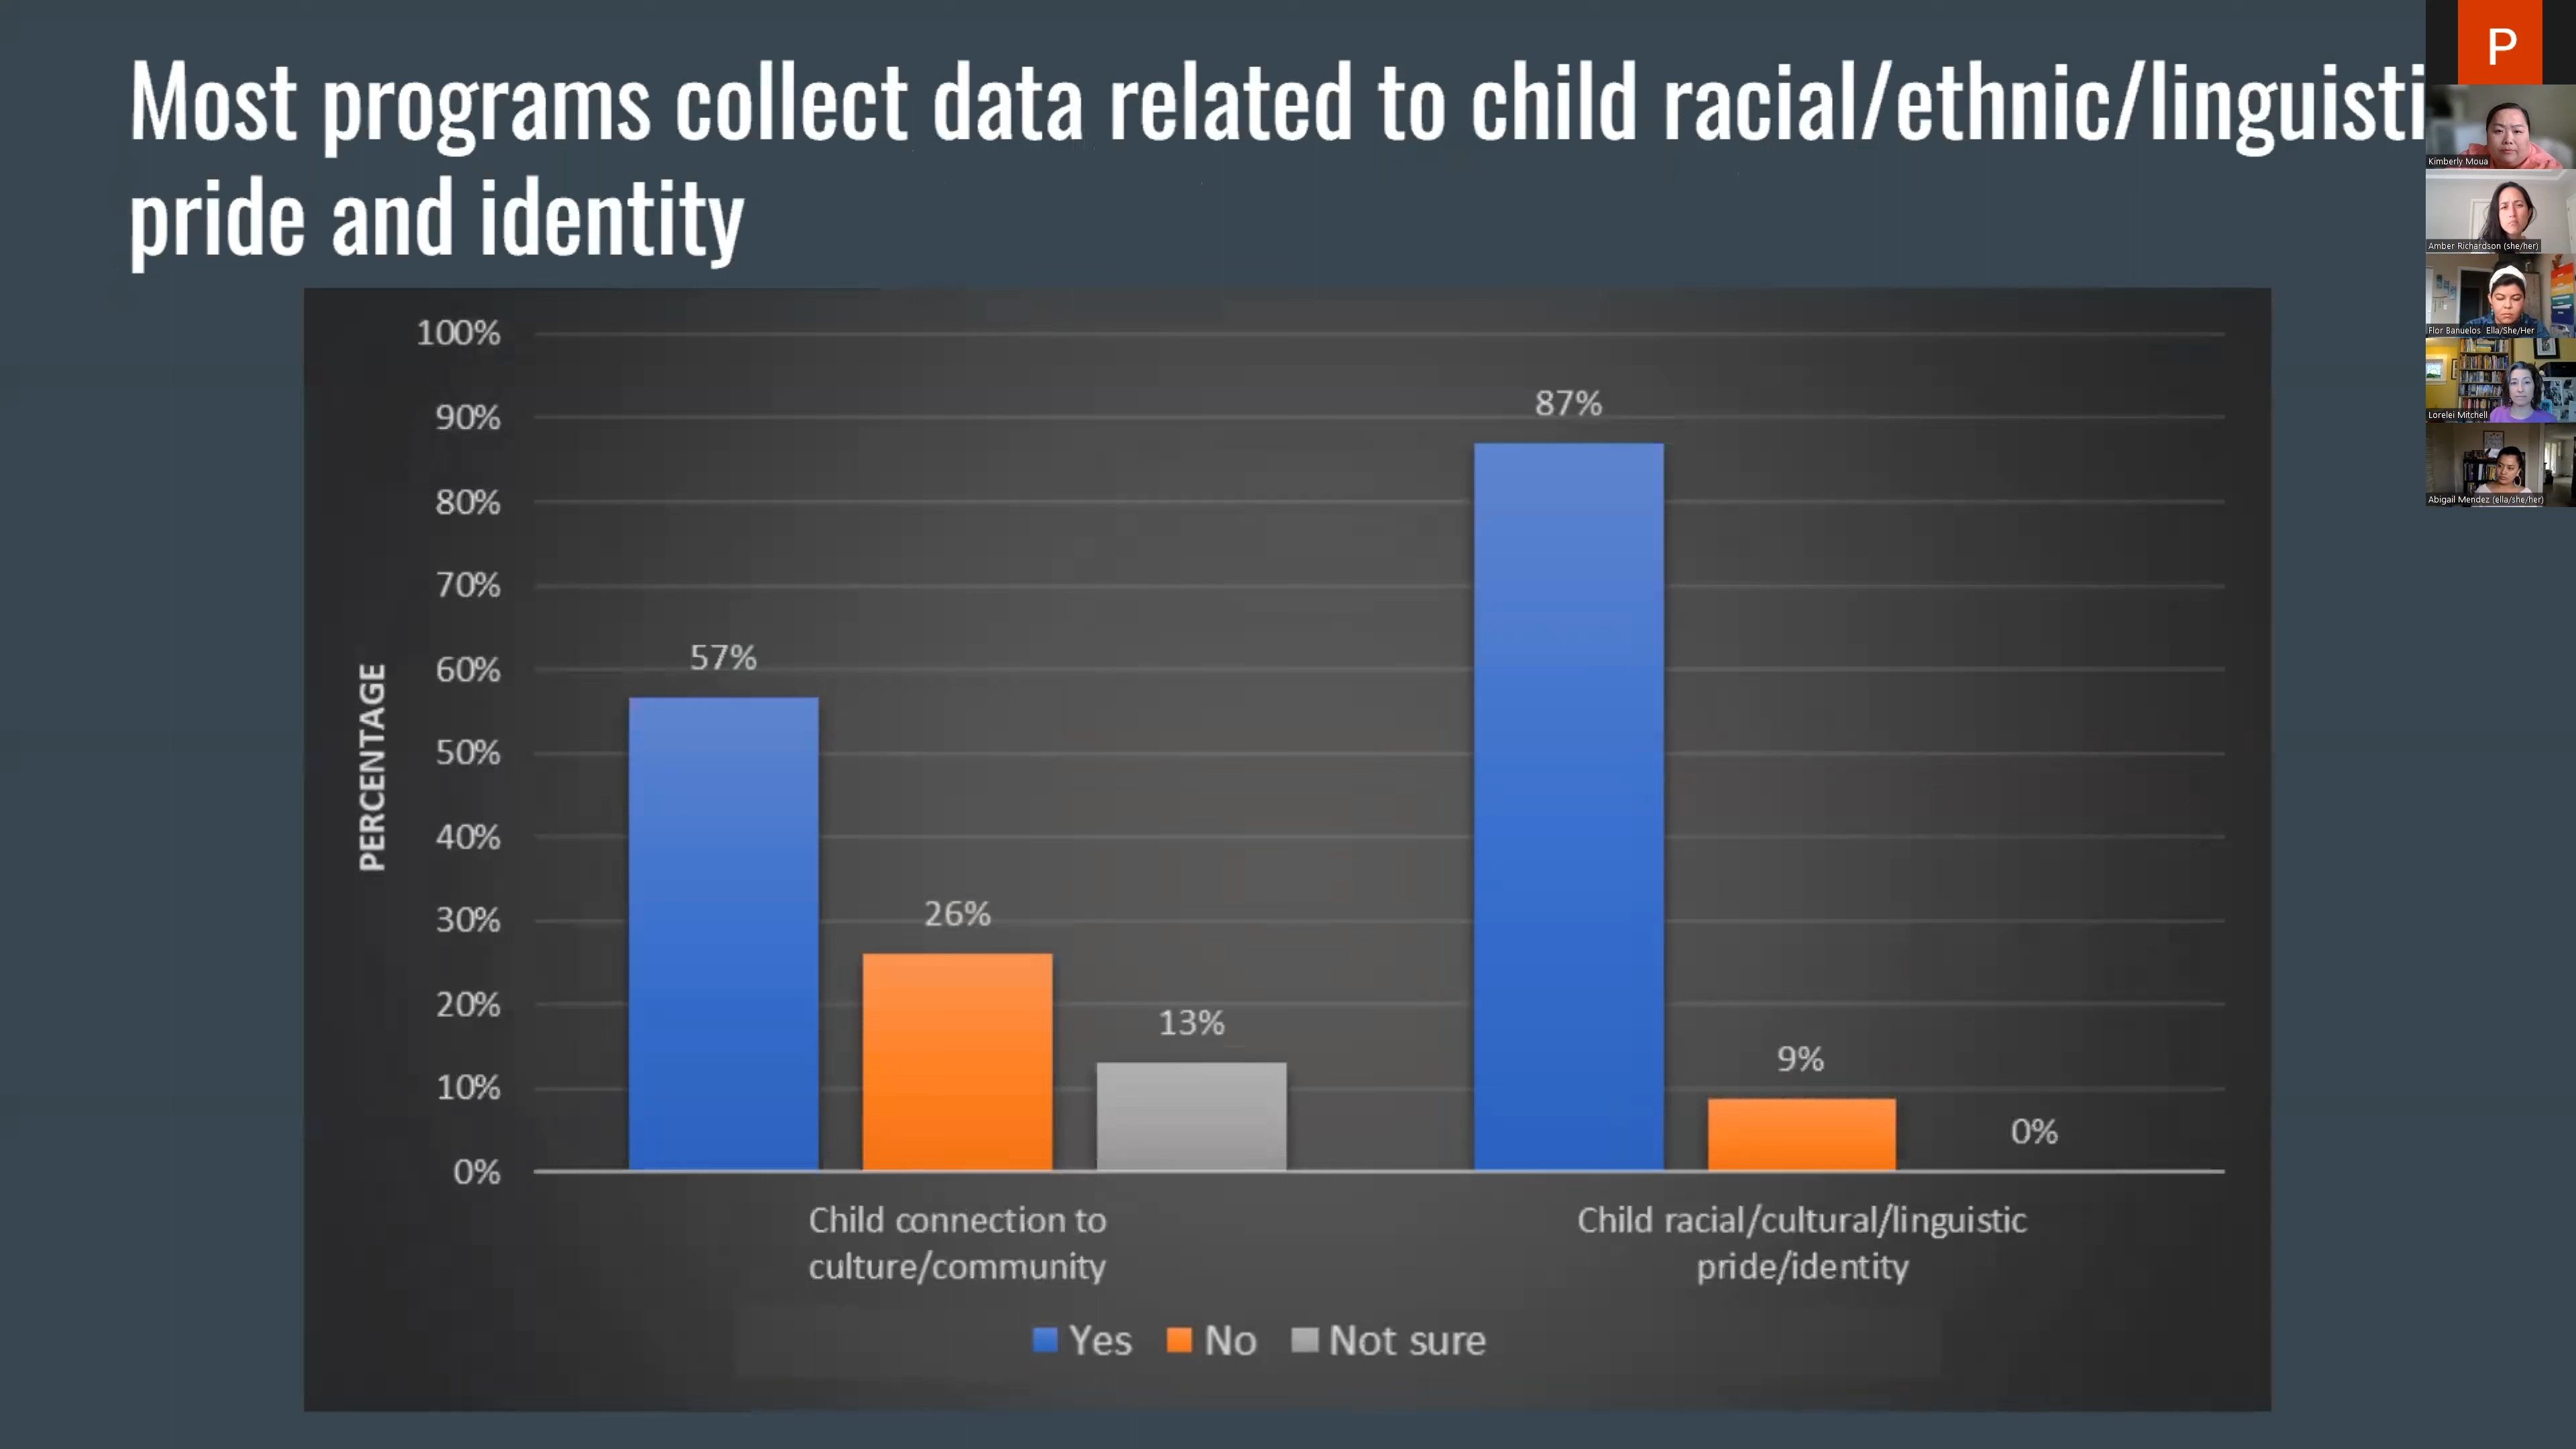 Most programs collect data related to child racial/ethnic/linguisti
pride and identity
P
Kimberly Moua
Amber Richardson (she/her)
Flor Banuelos Ella/She/Her
Lorelei Mitchell
Abigail Mendez (ella/she/her)
PERCENTAGE
100%
90%
80%
70%
60%
50%
40%
30%
20%
10%
0%
57%
26%
13%
87%
9%
0%
Child connection to
culture/community
Child racial/cultural/linguistic
pride/identity
Yes No Not sure